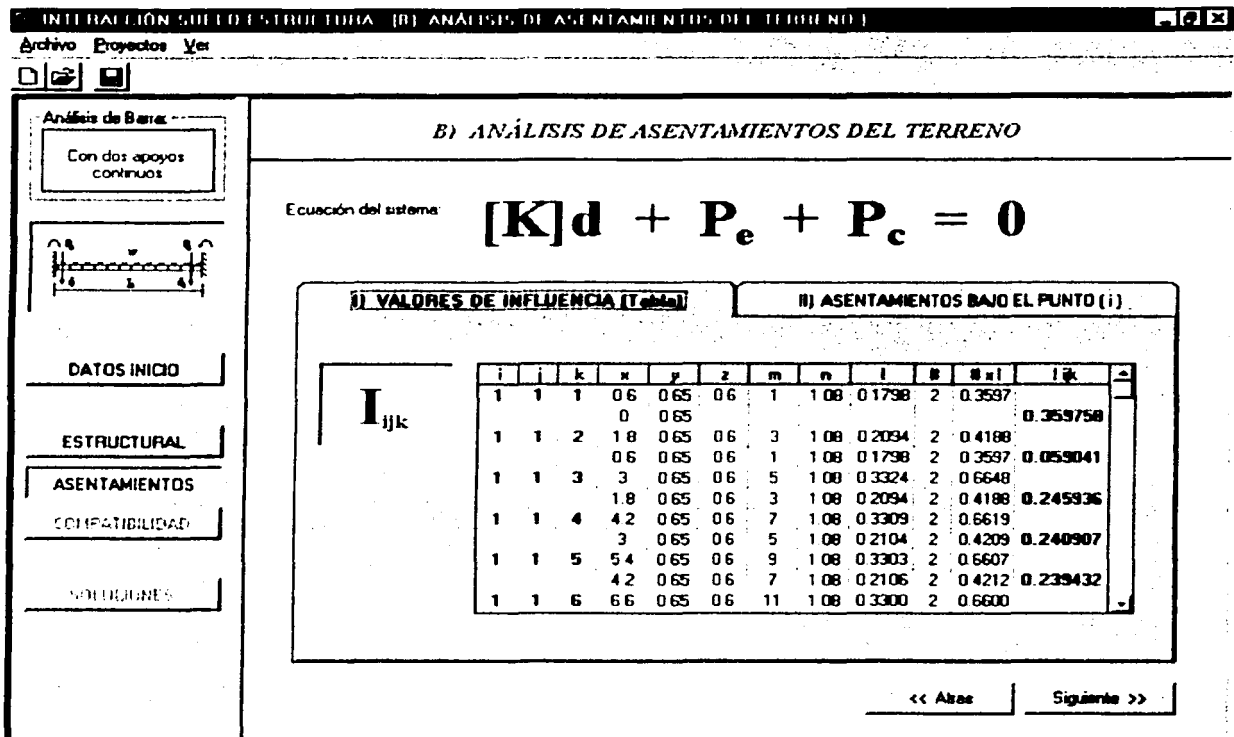 INTERACCIÓN SUELO ESTRUCTURA - [B) ANÁLISIS DE ASENTAMIENTOS DEL TERRENO]
Archivo Proyectos Ver
Análisis de Barra:
Con dos apoyos
continuos
w
L
DATOS INICIO
ESTRUCTURAL
ASENTAMIENTOS
COMPATIBILIDAD
SOLUCIONES
B) ANÁLISIS DE ASENTAMIENTOS DEL TERRENO
Ecuación del sistema:
[K]d + Pe + Pc = 0
I) VALORES DE INFLUENCIA (Tabla)
II) ASENTAMIENTOS BAJO EL PUNTO (i)
Iijk
i j k x y z m n I # # x I I ijk
1 1 1 0.6 0.65 0.6 1 1.08 0.1798 2 0.3597
0 0.65 0.359758
1 1 2 1.8 0.65 0.6 3 1.08 0.2094 2 0.4188
0.6 0.65 0.6 1 1.08 0.1798 2 0.3597 0.059041
1 1 3 3 0.65 0.6 5 1.08 0.3324 2 0.6648
1.8 0.65 0.6 3 1.08 0.2094 2 0.4188 0.245936
1 1 4 4.2 0.65 0.6 7 1.08 0.3309 2 0.6619
3 0.65 0.6 5 1.08 0.2104 2 0.4209 0.240907
1 1 5 5.4 0.65 0.6 9 1.08 0.3303 2 0.6607
4.2 0.65 0.6 7 1.08 0.2106 2 0.4212 0.239432
1 1 6 6.6 0.65 0.6 11 1.08 0.3300 2 0.6600
<< Atras
Siguiente >>